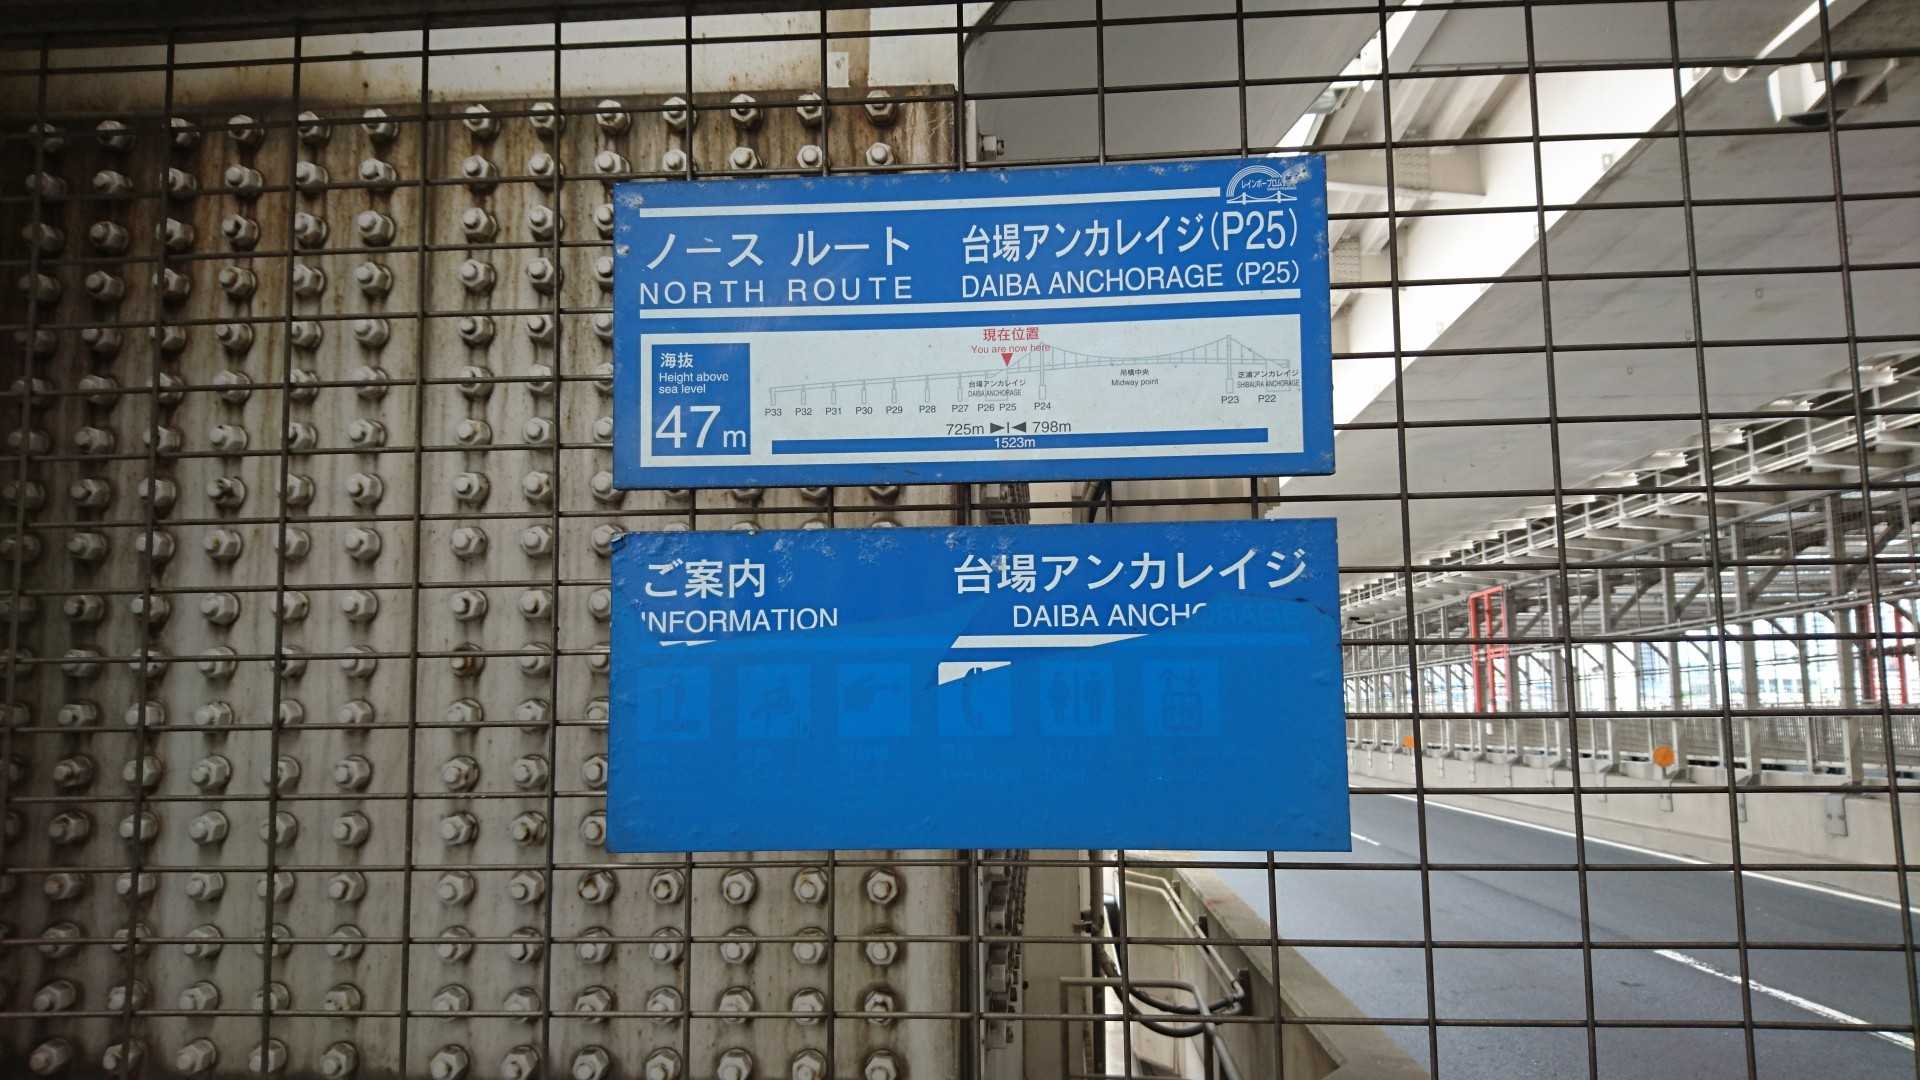 レインボープロム
ノース ルート 台場アンカレイジ(P25)
NORTH ROUTE DAIBA ANCHORAGE (P25)
現在位置
You are now here
海抜
Height above
sea level
47m
台場アンカレイジ
DAIBA ANCHORAGE
吊橋中央
Midway point
芝浦アンカレイジ
SHIBAURA ANCHORAGE
P33 P32 P31 P30 P29 P28 P27 P26 P25 P24 P23 P22
725m ▶|◀ 798m
1523m
ご案内 台場アンカレイジ
INFORMATION DAIBA ANCHORAGE